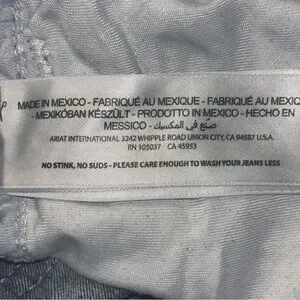 MADE IN MEXICO - FABRIQUÉ AU MEXIQUE - FABRIQUÉ AU MEXIQ
- MEXIKÓBAN KÉSZÜLT - PRODOTTO IN MEXICO - HECHO EN
MESSICO - صنع في المكسيك
ARIAT INTERNATIONAL 3242 WHIPPLE ROAD UNION CITY, CA 94587 U.S.A.
RN 105037 CA 45953
NO STINK, NO SUDS - PLEASE CARE ENOUGH TO WASH YOUR JEANS LESS